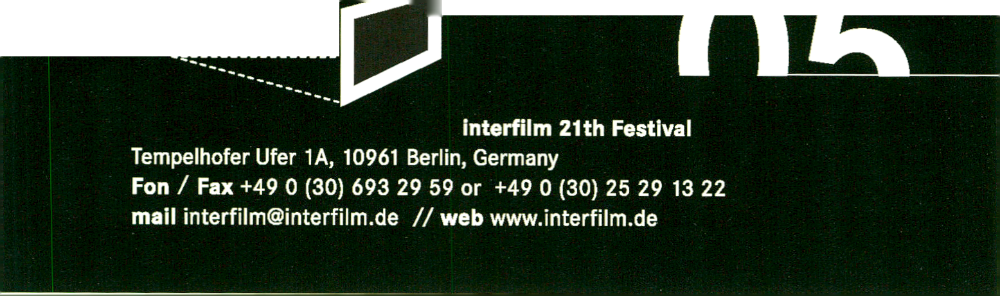 05
interfilm 21th Festival
Tempelhofer Ufer 1A, 10961 Berlin, Germany
Fon / Fax +49 0 (30) 693 29 59 or +49 0 (30) 25 29 13 22
mail interfilm@interfilm.de // web www.interfilm.de